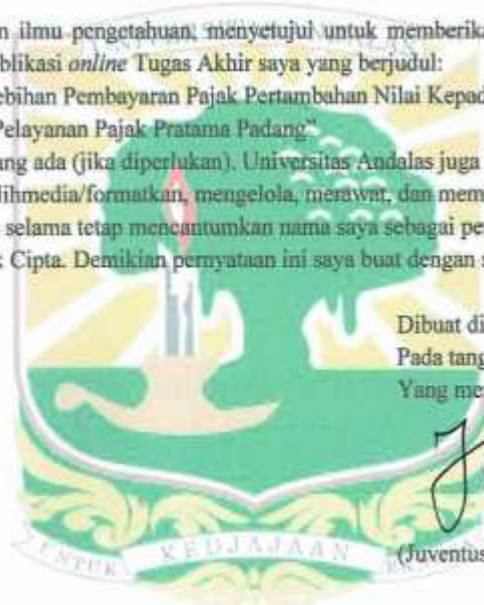 n ilmu pengetahuan, menyetujui untuk memberika
blikasi online Tugas Akhir saya yang berjudul:
ebihan Pembayaran Pajak Pertambahan Nilai Kepad
Pelayanan Pajak Pratama Padang"
ang ada (jika diperlukan). Universitas Andalas juga
lihmedia/formatkan, mengelola, merawat, dan mem
selama tetap mencantumkan nama saya sebagai pe
k Cipta. Demikian pernyataan ini saya buat dengan s
Dibuat di
Pada tang
Yang me
(Juventus
UNTUK KEDJAJAAN